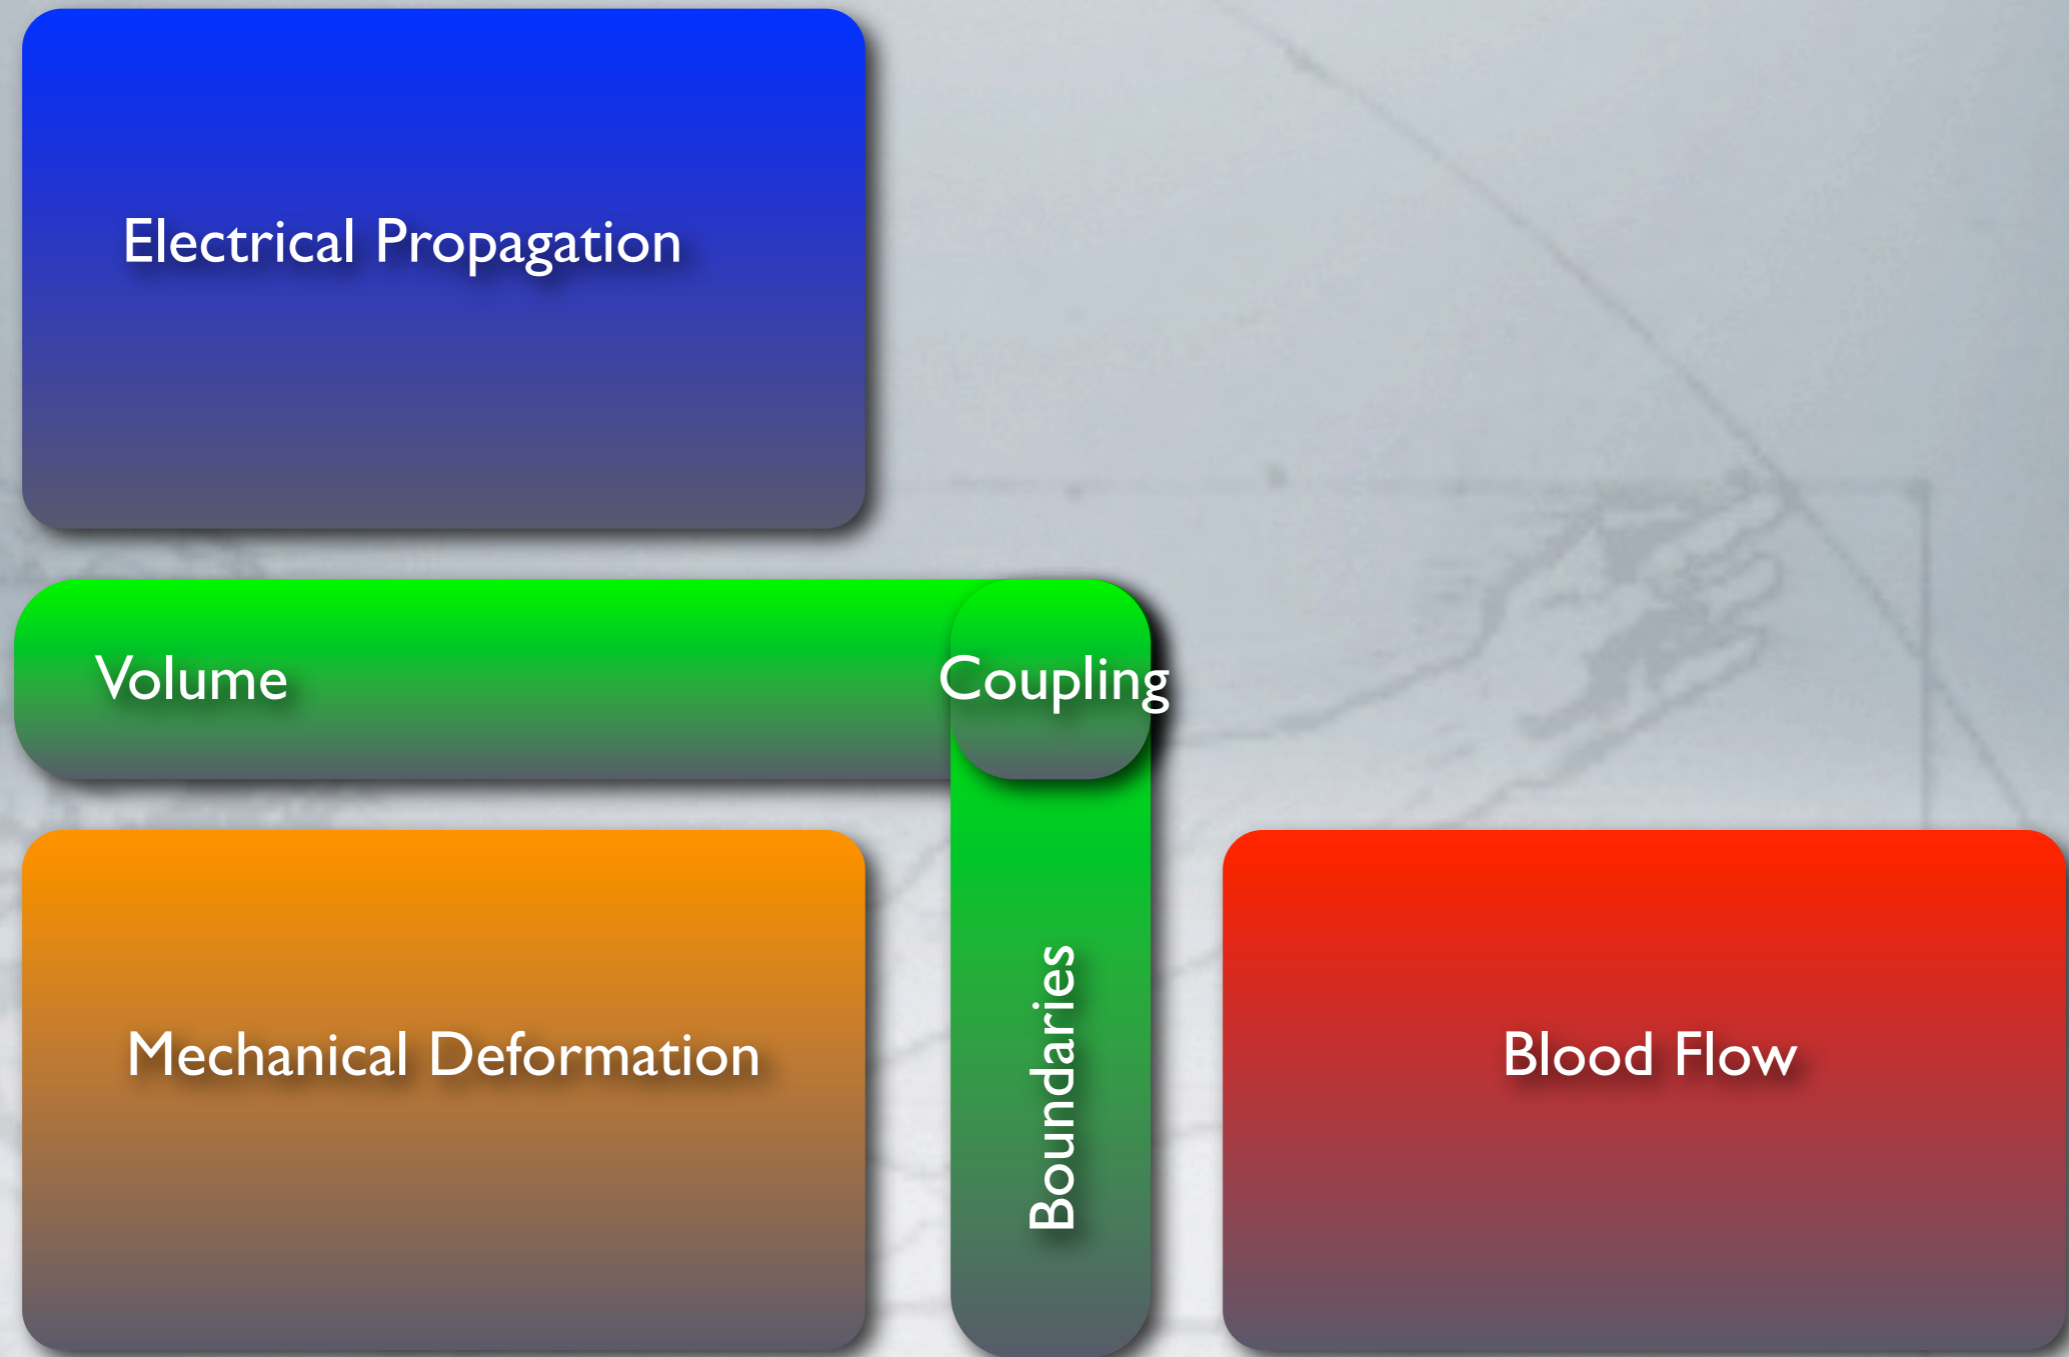 Electrical Propagation
Volume
Coupling
Mechanical Deformation
Boundaries
Blood Flow